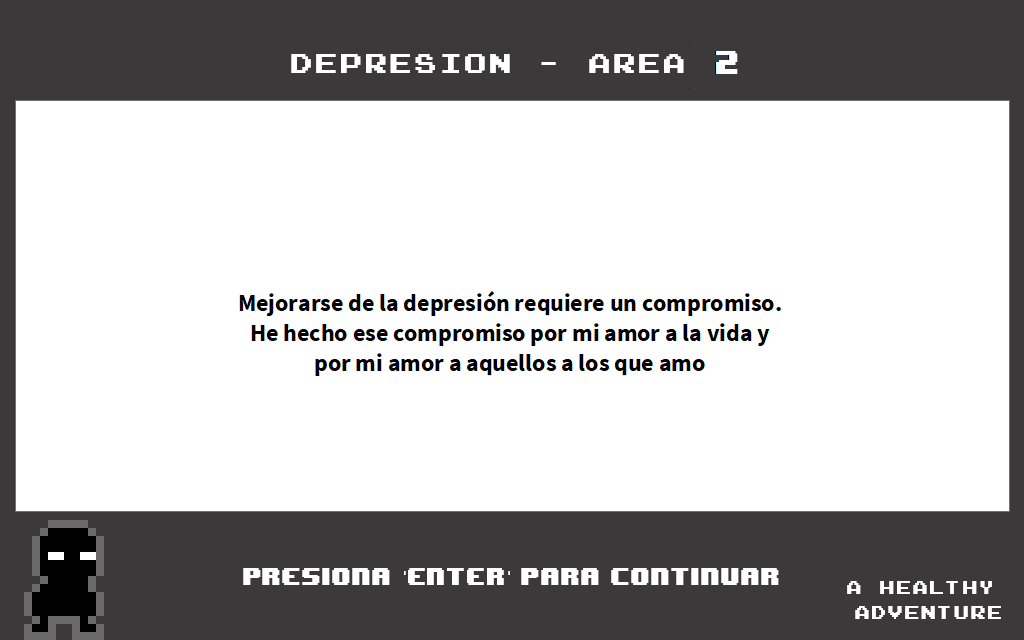 DEPRESION - AREA 2
Mejorarse de la depresión requiere un compromiso.
He hecho ese compromiso por mi amor a la vida y
por mi amor a aquellos a los que amo
PRESIONA 'ENTER' PARA CONTINUAR
A HEALTHY
ADVENTURE